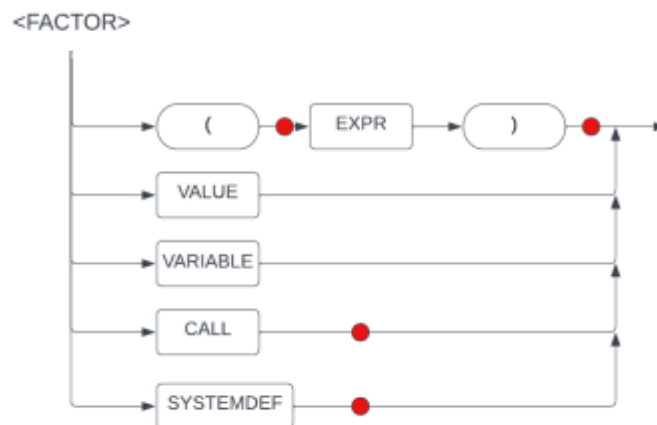 <FACTOR>
( EXPR )
VALUE
VARIABLE
CALL
SYSTEMDEF